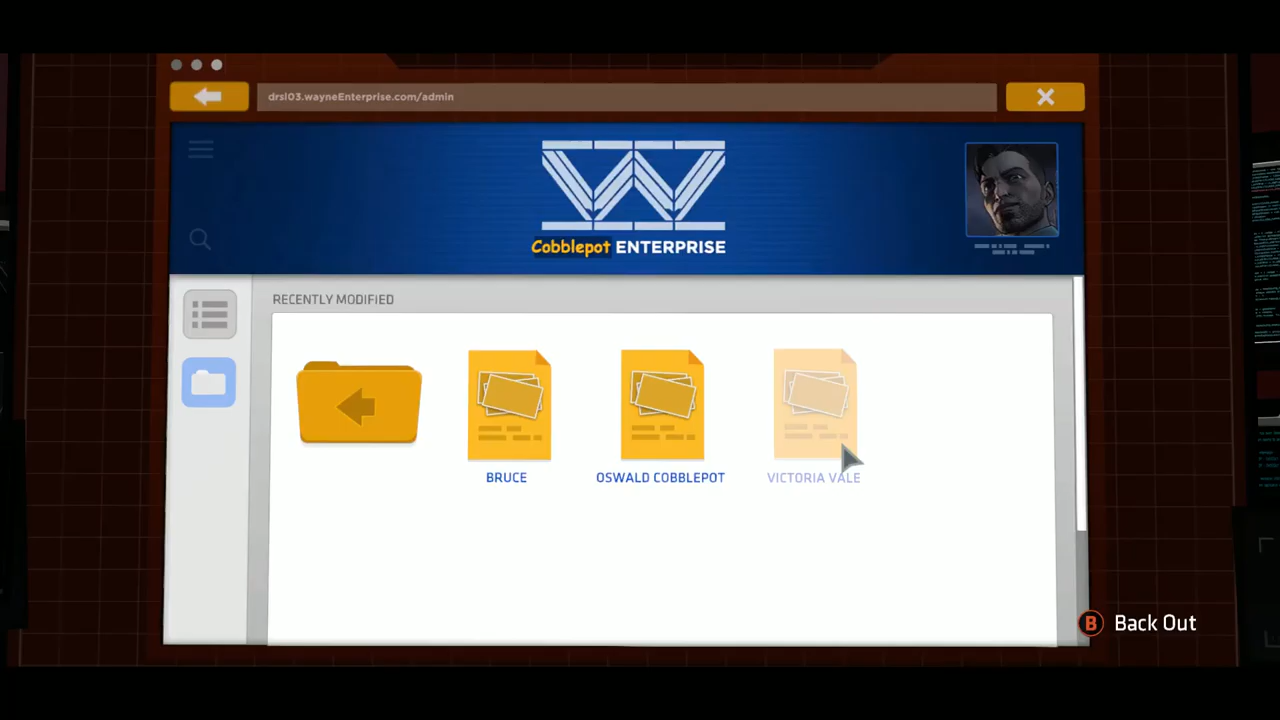 drsl03.wayneEnterprise.com/admin
W
Cobblepot ENTERPRISE
RECENTLY MODIFIED
BRUCE
OSWALD COBBLEPOT
VICTORIA VALE
B Back Out